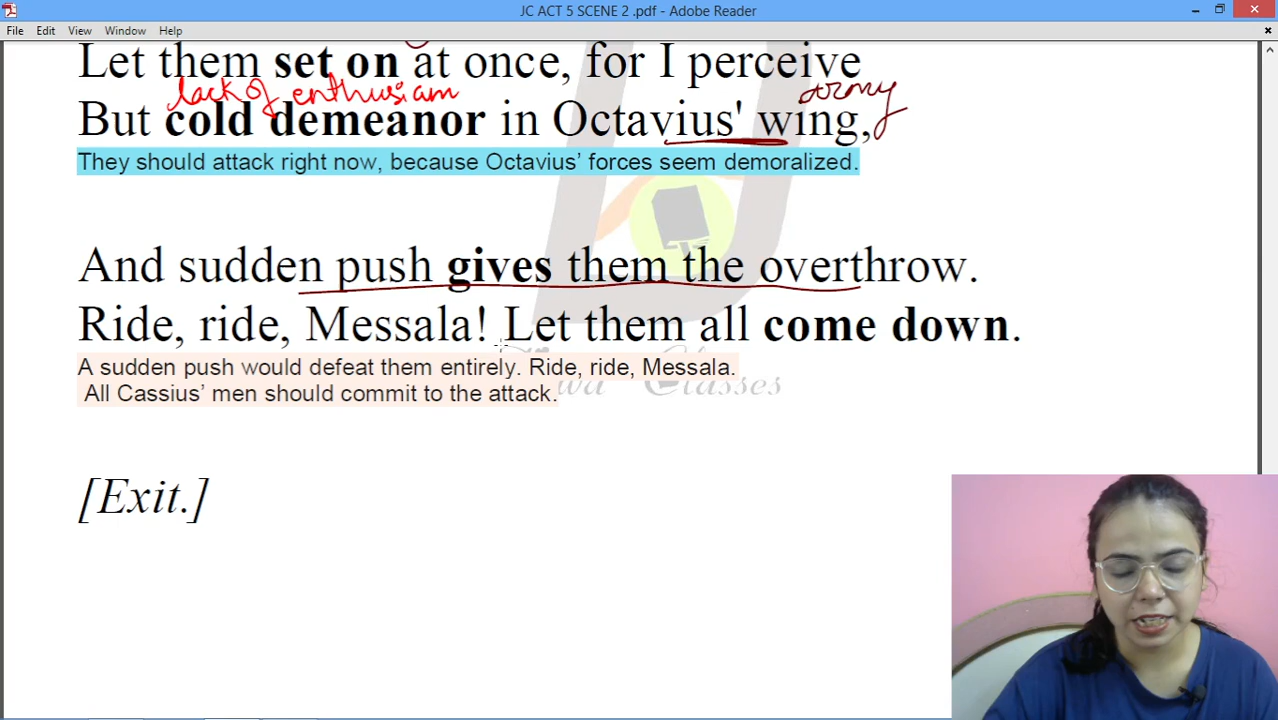 JC ACT 5 SCENE 2 .pdf - Adobe Reader
File Edit View Window Help
Let them set on at once, for I perceive
lack of enthusiam
But cold demeanor in Octavius' wing,
They should attack right now, because Octavius’ forces seem demoralized.
And sudden push gives them the overthrow.
Ride, ride, Messala! Let them all come down.
A sudden push would defeat them entirely. Ride, ride, Messala.
All Cassius’ men should commit to the attack.
Classes
[Exit.]